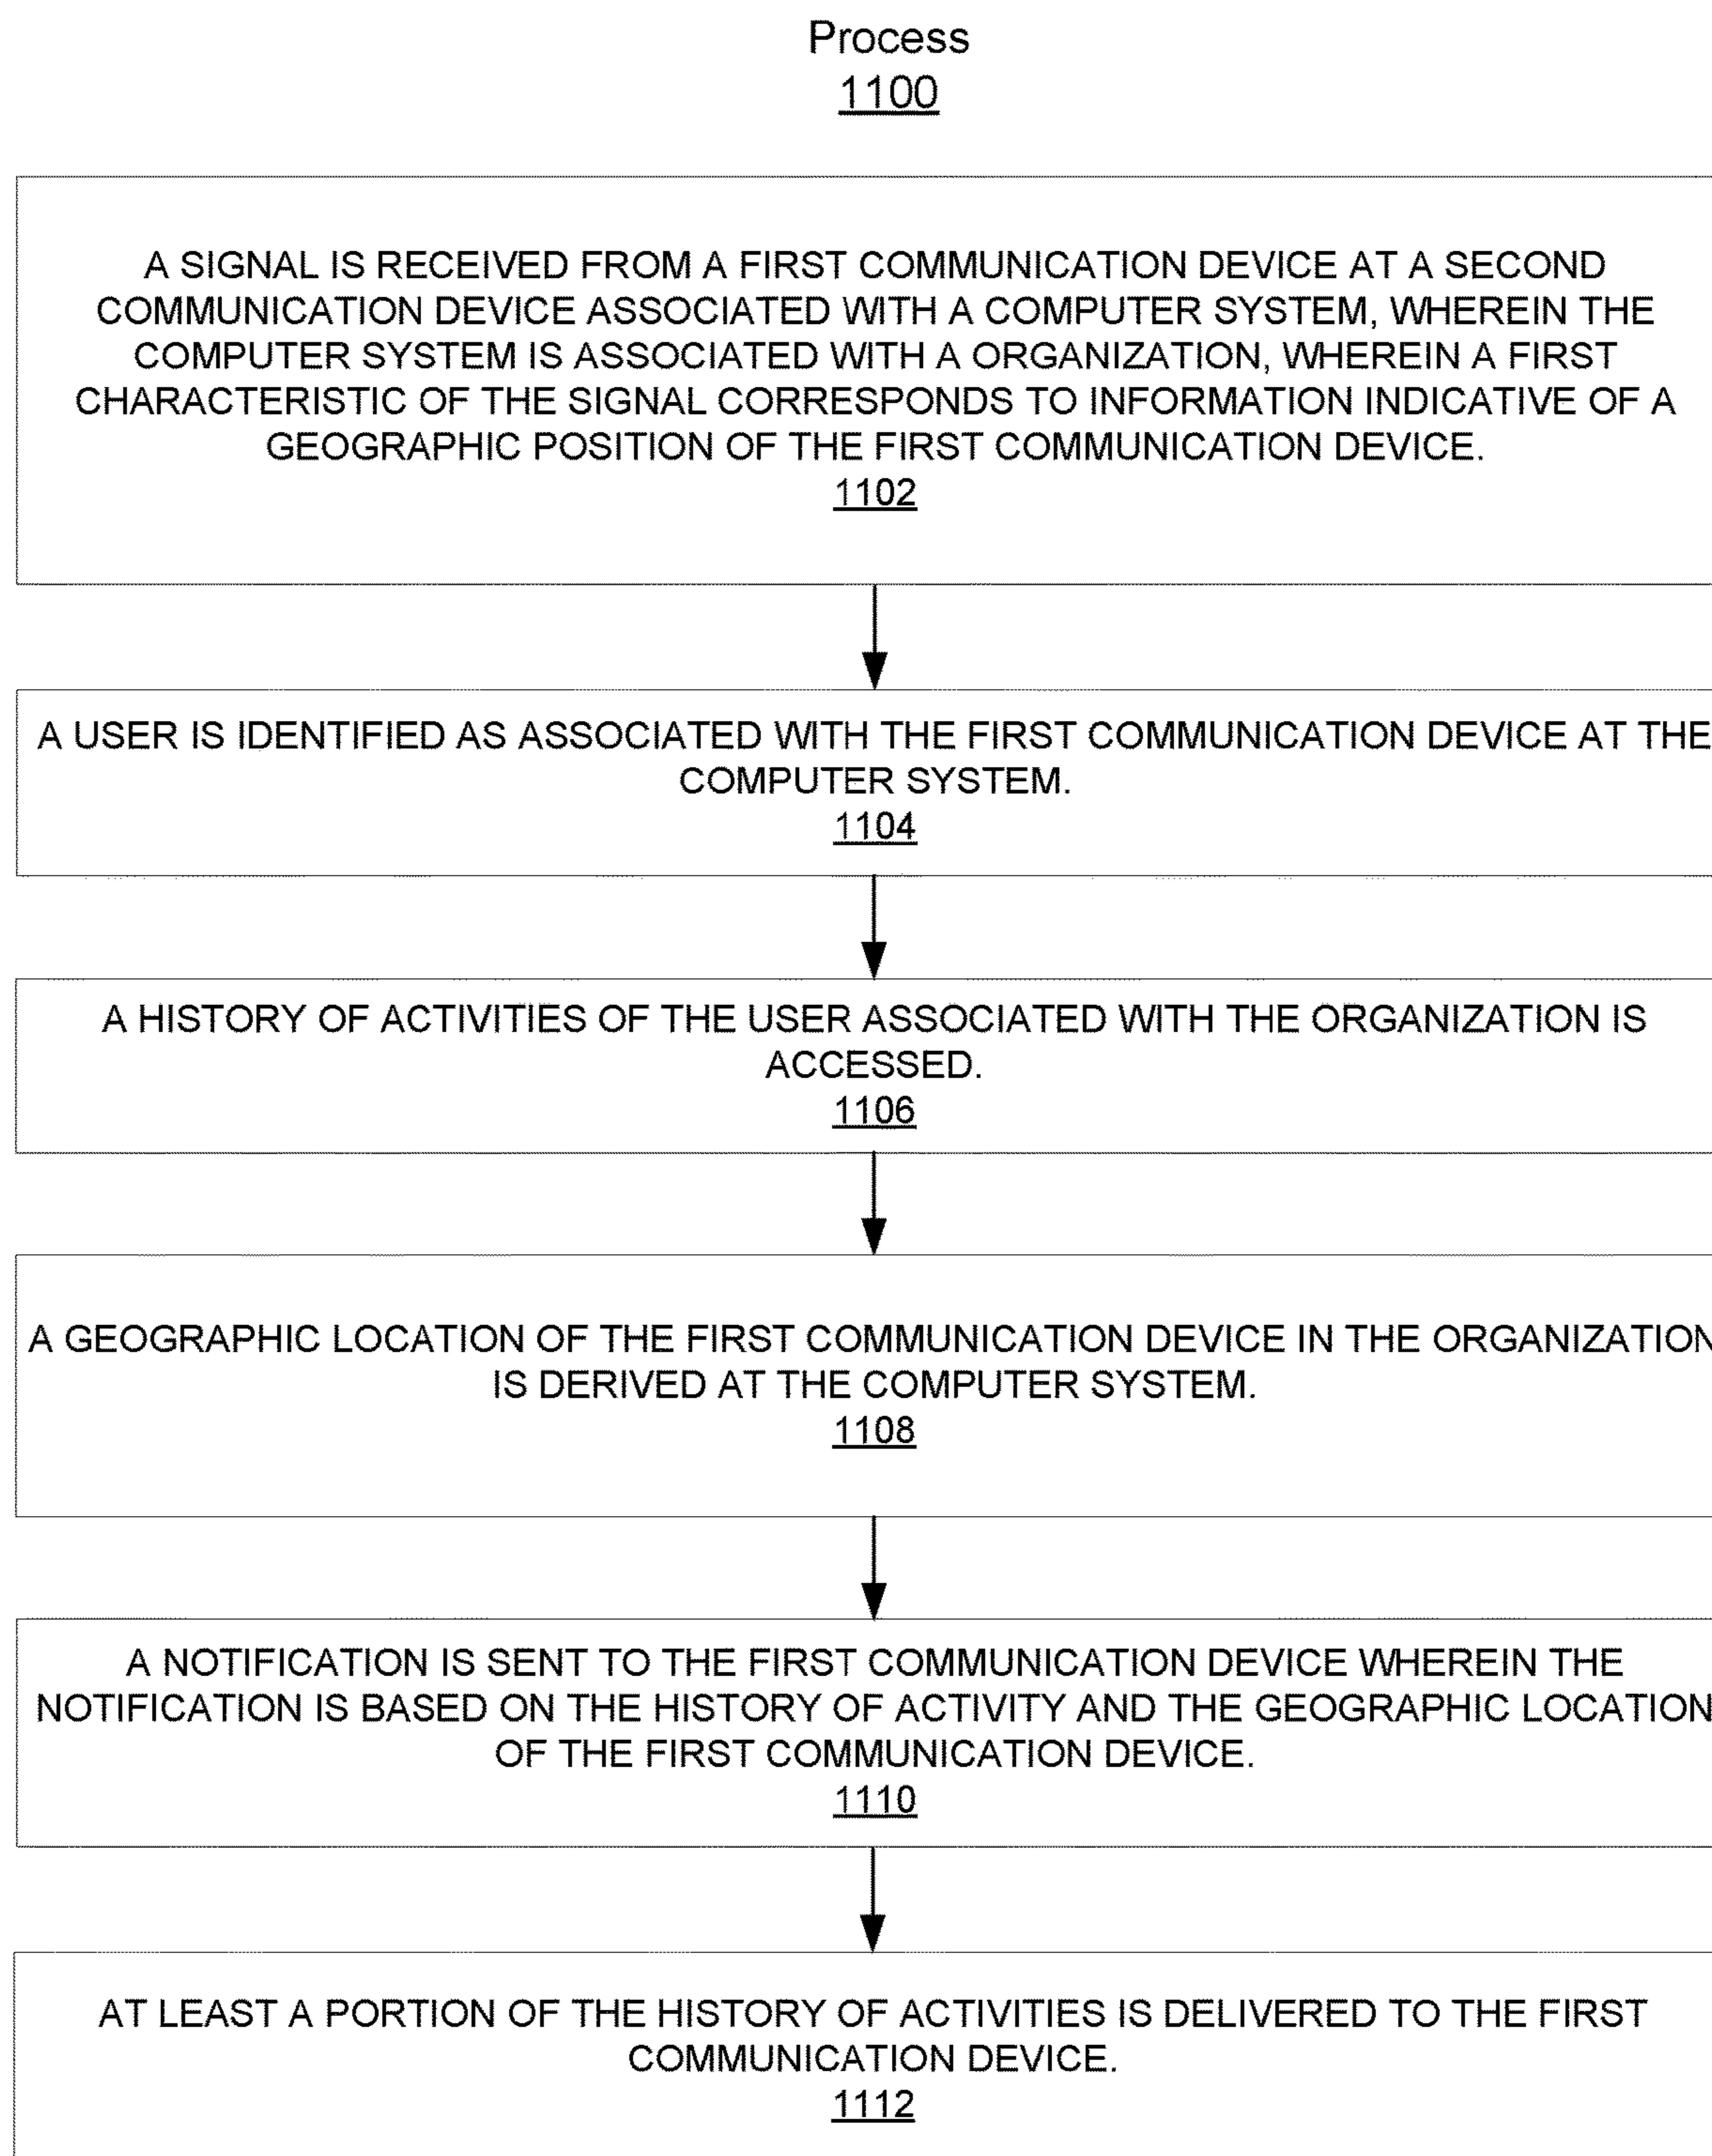 Process
1100
A SIGNAL IS RECEIVED FROM A FIRST COMMUNICATION DEVICE AT A SECOND
COMMUNICATION DEVICE ASSOCIATED WITH A COMPUTER SYSTEM, WHEREIN THE
COMPUTER SYSTEM IS ASSOCIATED WITH A ORGANIZATION, WHEREIN A FIRST
CHARACTERISTIC OF THE SIGNAL CORRESPONDS TO INFORMATION INDICATIVE OF A
GEOGRAPHIC POSITION OF THE FIRST COMMUNICATION DEVICE.
1102
A USER IS IDENTIFIED AS ASSOCIATED WITH THE FIRST COMMUNICATION DEVICE AT THE
COMPUTER SYSTEM.
1104
A HISTORY OF ACTIVITIES OF THE USER ASSOCIATED WITH THE ORGANIZATION IS
ACCESSED.
1106
A GEOGRAPHIC LOCATION OF THE FIRST COMMUNICATION DEVICE IN THE ORGANIZATION
IS DERIVED AT THE COMPUTER SYSTEM.
1108
A NOTIFICATION IS SENT TO THE FIRST COMMUNICATION DEVICE WHEREIN THE
NOTIFICATION IS BASED ON THE HISTORY OF ACTIVITY AND THE GEOGRAPHIC LOCATION
OF THE FIRST COMMUNICATION DEVICE.
1110
AT LEAST A PORTION OF THE HISTORY OF ACTIVITIES IS DELIVERED TO THE FIRST
COMMUNICATION DEVICE.
1112